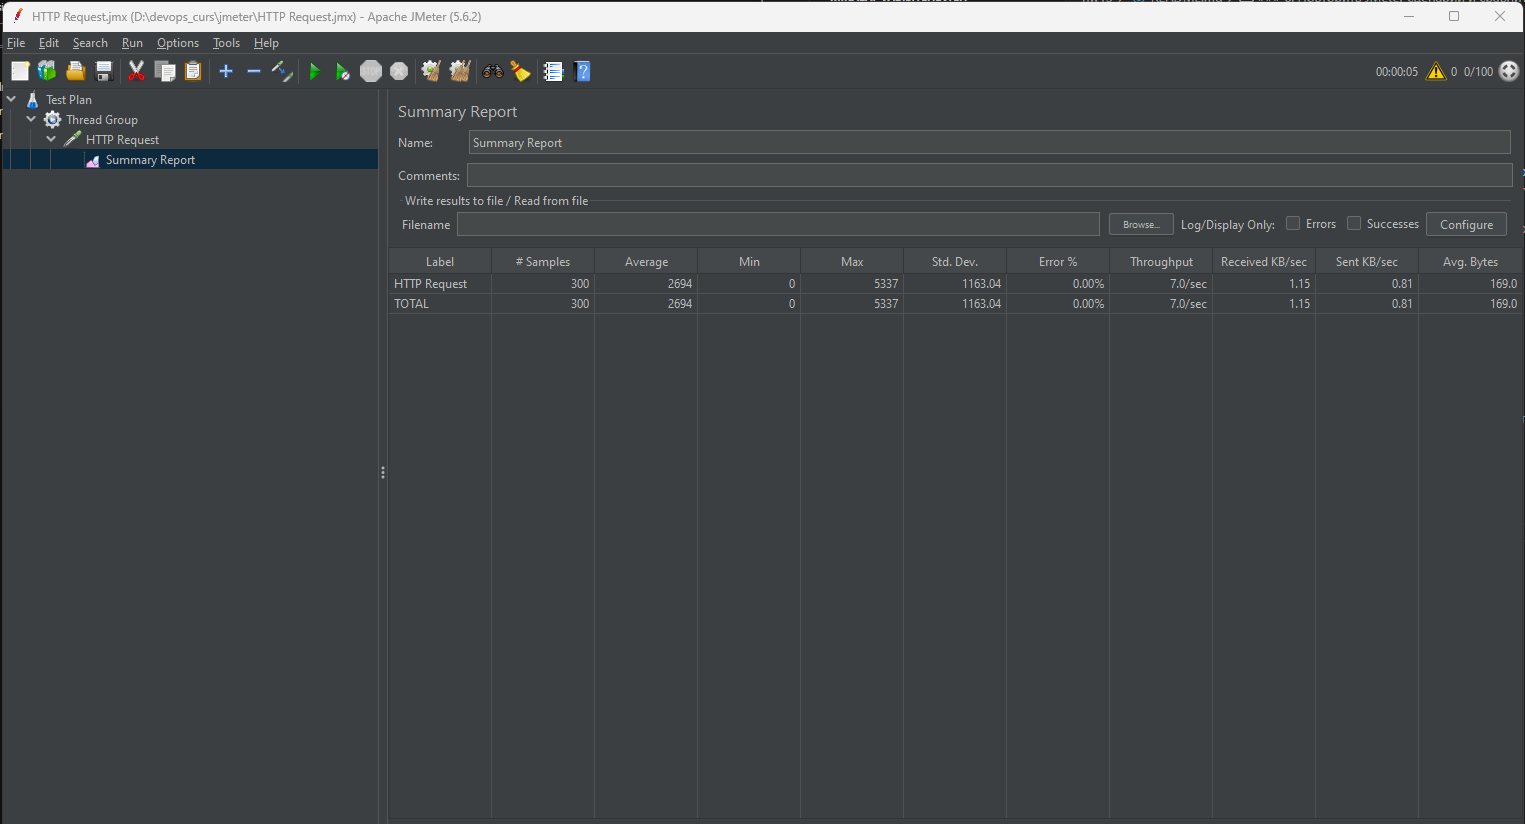 HTTP Request.jmx (D:\devops_curs\jmeter\HTTP Request.jmx) - Apache JMeter (5.6.2)
File Edit Search Run Options Tools Help
STOP
00:00:05 0 0/100
Test Plan
Thread Group
HTTP Request
Summary Report
Summary Report
Name: Summary Report
Comments:
Write results to file / Read from file
Filename Browse... Log/Display Only: Errors Successes Configure
Label # Samples Average Min Max Std. Dev. Error % Throughput Received KB/sec Sent KB/sec Avg. Bytes
HTTP Request 300 2694 0 5337 1163.04 0.00% 7.0/sec 1.15 0.81 169.0
TOTAL 300 2694 0 5337 1163.04 0.00% 7.0/sec 1.15 0.81 169.0